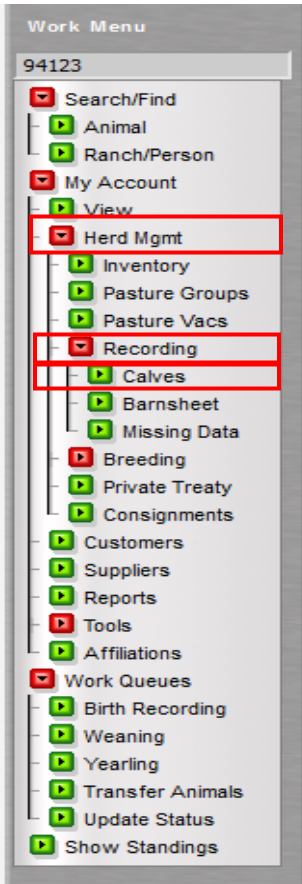 Work Menu
94123
Search/Find
Animal
Ranch/Person
My Account
View
Herd Mgmt
Inventory
Pasture Groups
Pasture Vacs
Recording
Calves
Barnsheet
Missing Data
Breeding
Private Treaty
Consignments
Customers
Suppliers
Reports
Tools
Affiliations
Work Queues
Birth Recording
Weaning
Yearling
Transfer Animals
Update Status
Show Standings